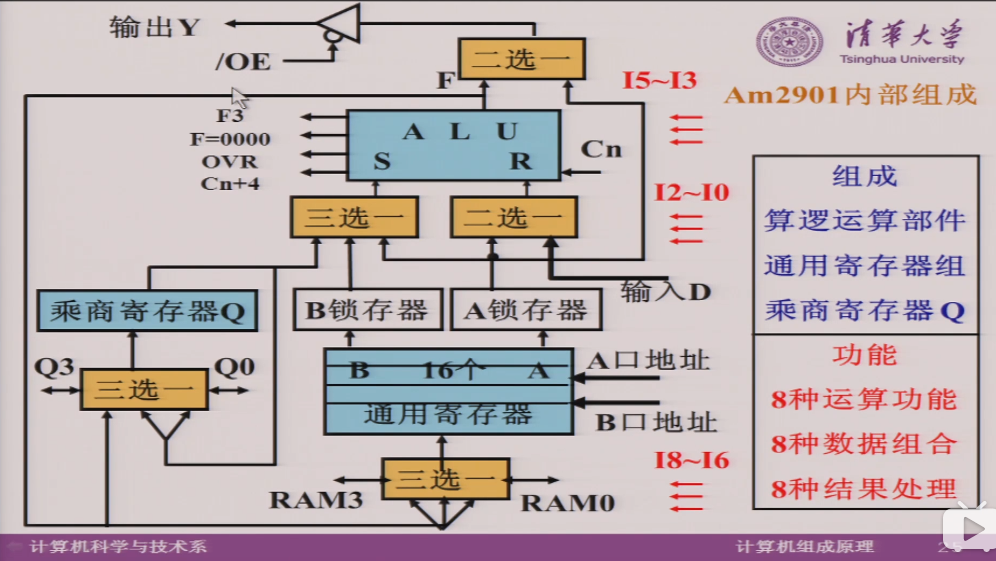 输出Y
/OE
二选一
F
I5~I3
清华大学
Tsinghua University
Am2901内部组成
F3
F=0000
OVR
Cn+4
A L U
S R
Cn
I2~I0
三选一
二选一
输入D
乘商寄存器Q
B锁存器
A锁存器
Q3
三选一
Q0
B 16个 A
通用寄存器
A口地址
B口地址
I8~I6
RAM3
三选一
RAM0
组成
算逻运算部件
通用寄存器组
乘商寄存器Q
功能
8种运算功能
8种数据组合
8种结果处理
计算机科学与技术系
计算机组成原理